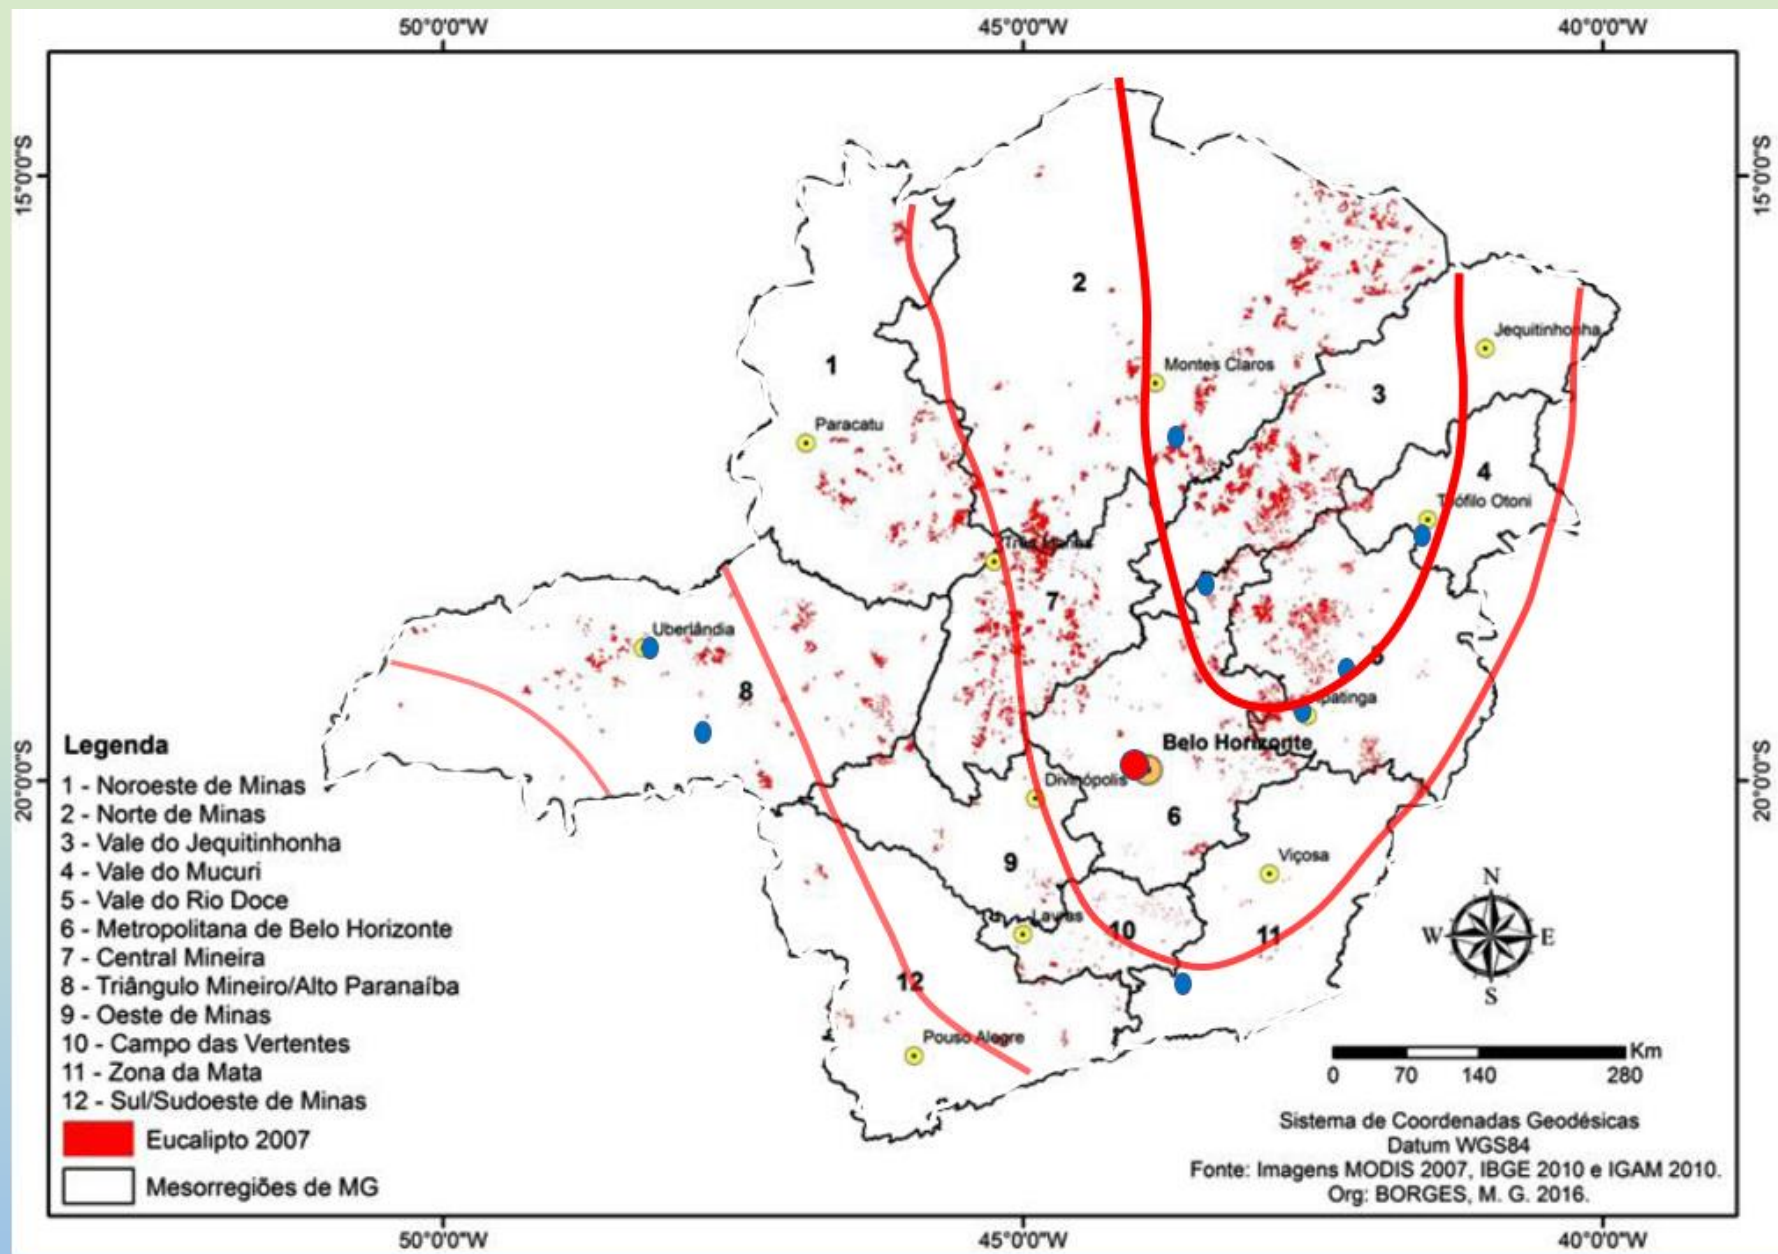 50°0'0"W 45°0'0"W 40°0'0"W
15°0'0"S 15°0'0"S
2
Jequitinhonha
1
Montes Claros
3
Paracatu
4
Teófilo Otoni
Três Marias
7
Uberlândia
5
8
Ipatinga
Belo Horizonte
20°0'0"S 20°0'0"S
Divinópolis
6
9
Viçosa
Lavras
10
11
12
Pouso Alegre
Legenda
1 - Noroeste de Minas
2 - Norte de Minas
3 - Vale do Jequitinhonha
4 - Vale do Mucuri
5 - Vale do Rio Doce
6 - Metropolitana de Belo Horizonte
7 - Central Mineira
8 - Triângulo Mineiro/Alto Paranaíba
9 - Oeste de Minas
10 - Campo das Vertentes
11 - Zona da Mata
12 - Sul/Sudoeste de Minas
Eucalipto 2007
Mesorregiões de MG
N
W E
S
Km
0 70 140 280
Sistema de Coordenadas Geodésicas
Datum WGS84
Fonte: Imagens MODIS 2007, IBGE 2010 e IGAM 2010.
Org: BORGES, M. G. 2016.
50°0'0"W 45°0'0"W 40°0'0"W